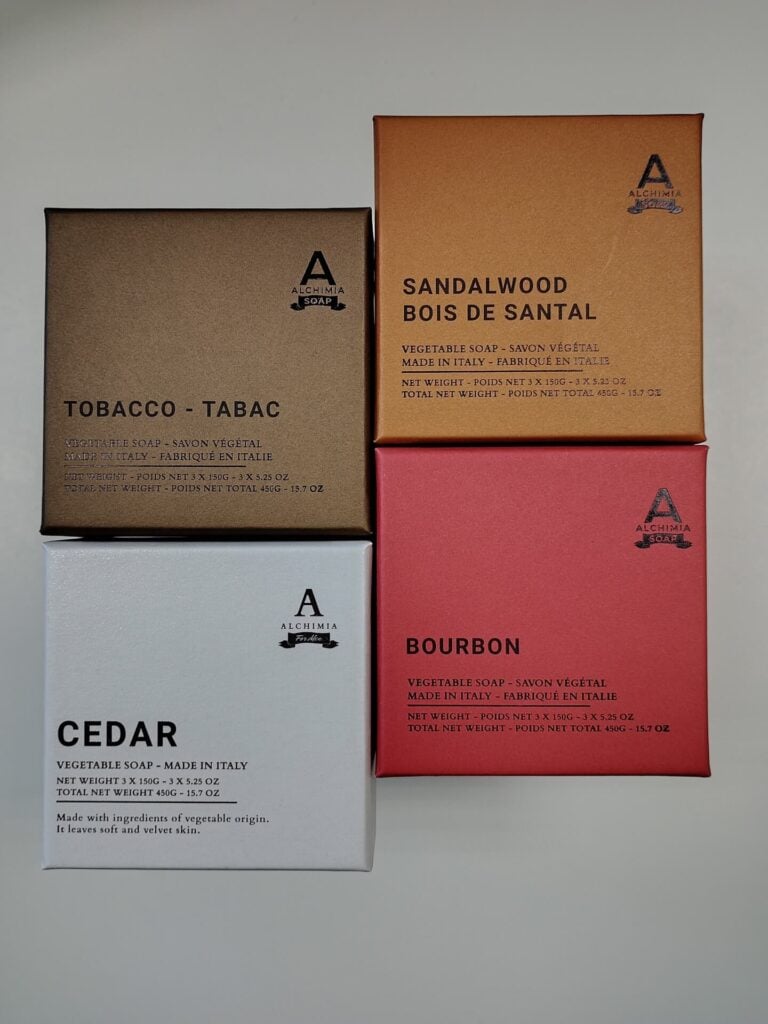 A
ALCHIMIA
SOAP
TOBACCO - TABAC
VEGETABLE SOAP - SAVON VÉGÉTAL
MADE IN ITALY - FABRIQUÉ EN ITALIE
NET WEIGHT - POIDS NET 3 X 150G - 3 X 5.25 OZ
TOTAL NET WEIGHT - POIDS NET TOTAL 450G - 15.7 OZ
A
ALCHIMIA
SANDALWOOD
BOIS DE SANTAL
VEGETABLE SOAP - SAVON VÉGÉTAL
MADE IN ITALY - FABRIQUÉ EN ITALIE
NET WEIGHT - POIDS NET 3 X 150G - 3 X 5.25 OZ
TOTAL NET WEIGHT - POIDS NET TOTAL 450G - 15.7 OZ
A
ALCHIMIA
For Men
CEDAR
VEGETABLE SOAP - MADE IN ITALY
NET WEIGHT 3 X 150G - 3 X 5.25 OZ
TOTAL NET WEIGHT 450G - 15.7 OZ
Made with ingredients of vegetable origin.
It leaves soft and velvet skin.
A
ALCHIMIA
SOAP
BOURBON
VEGETABLE SOAP - SAVON VÉGÉTAL
MADE IN ITALY - FABRIQUÉ EN ITALIE
NET WEIGHT - POIDS NET 3 X 150G - 3 X 5.25 OZ
TOTAL NET WEIGHT - POIDS NET TOTAL 450G - 15.7 OZ